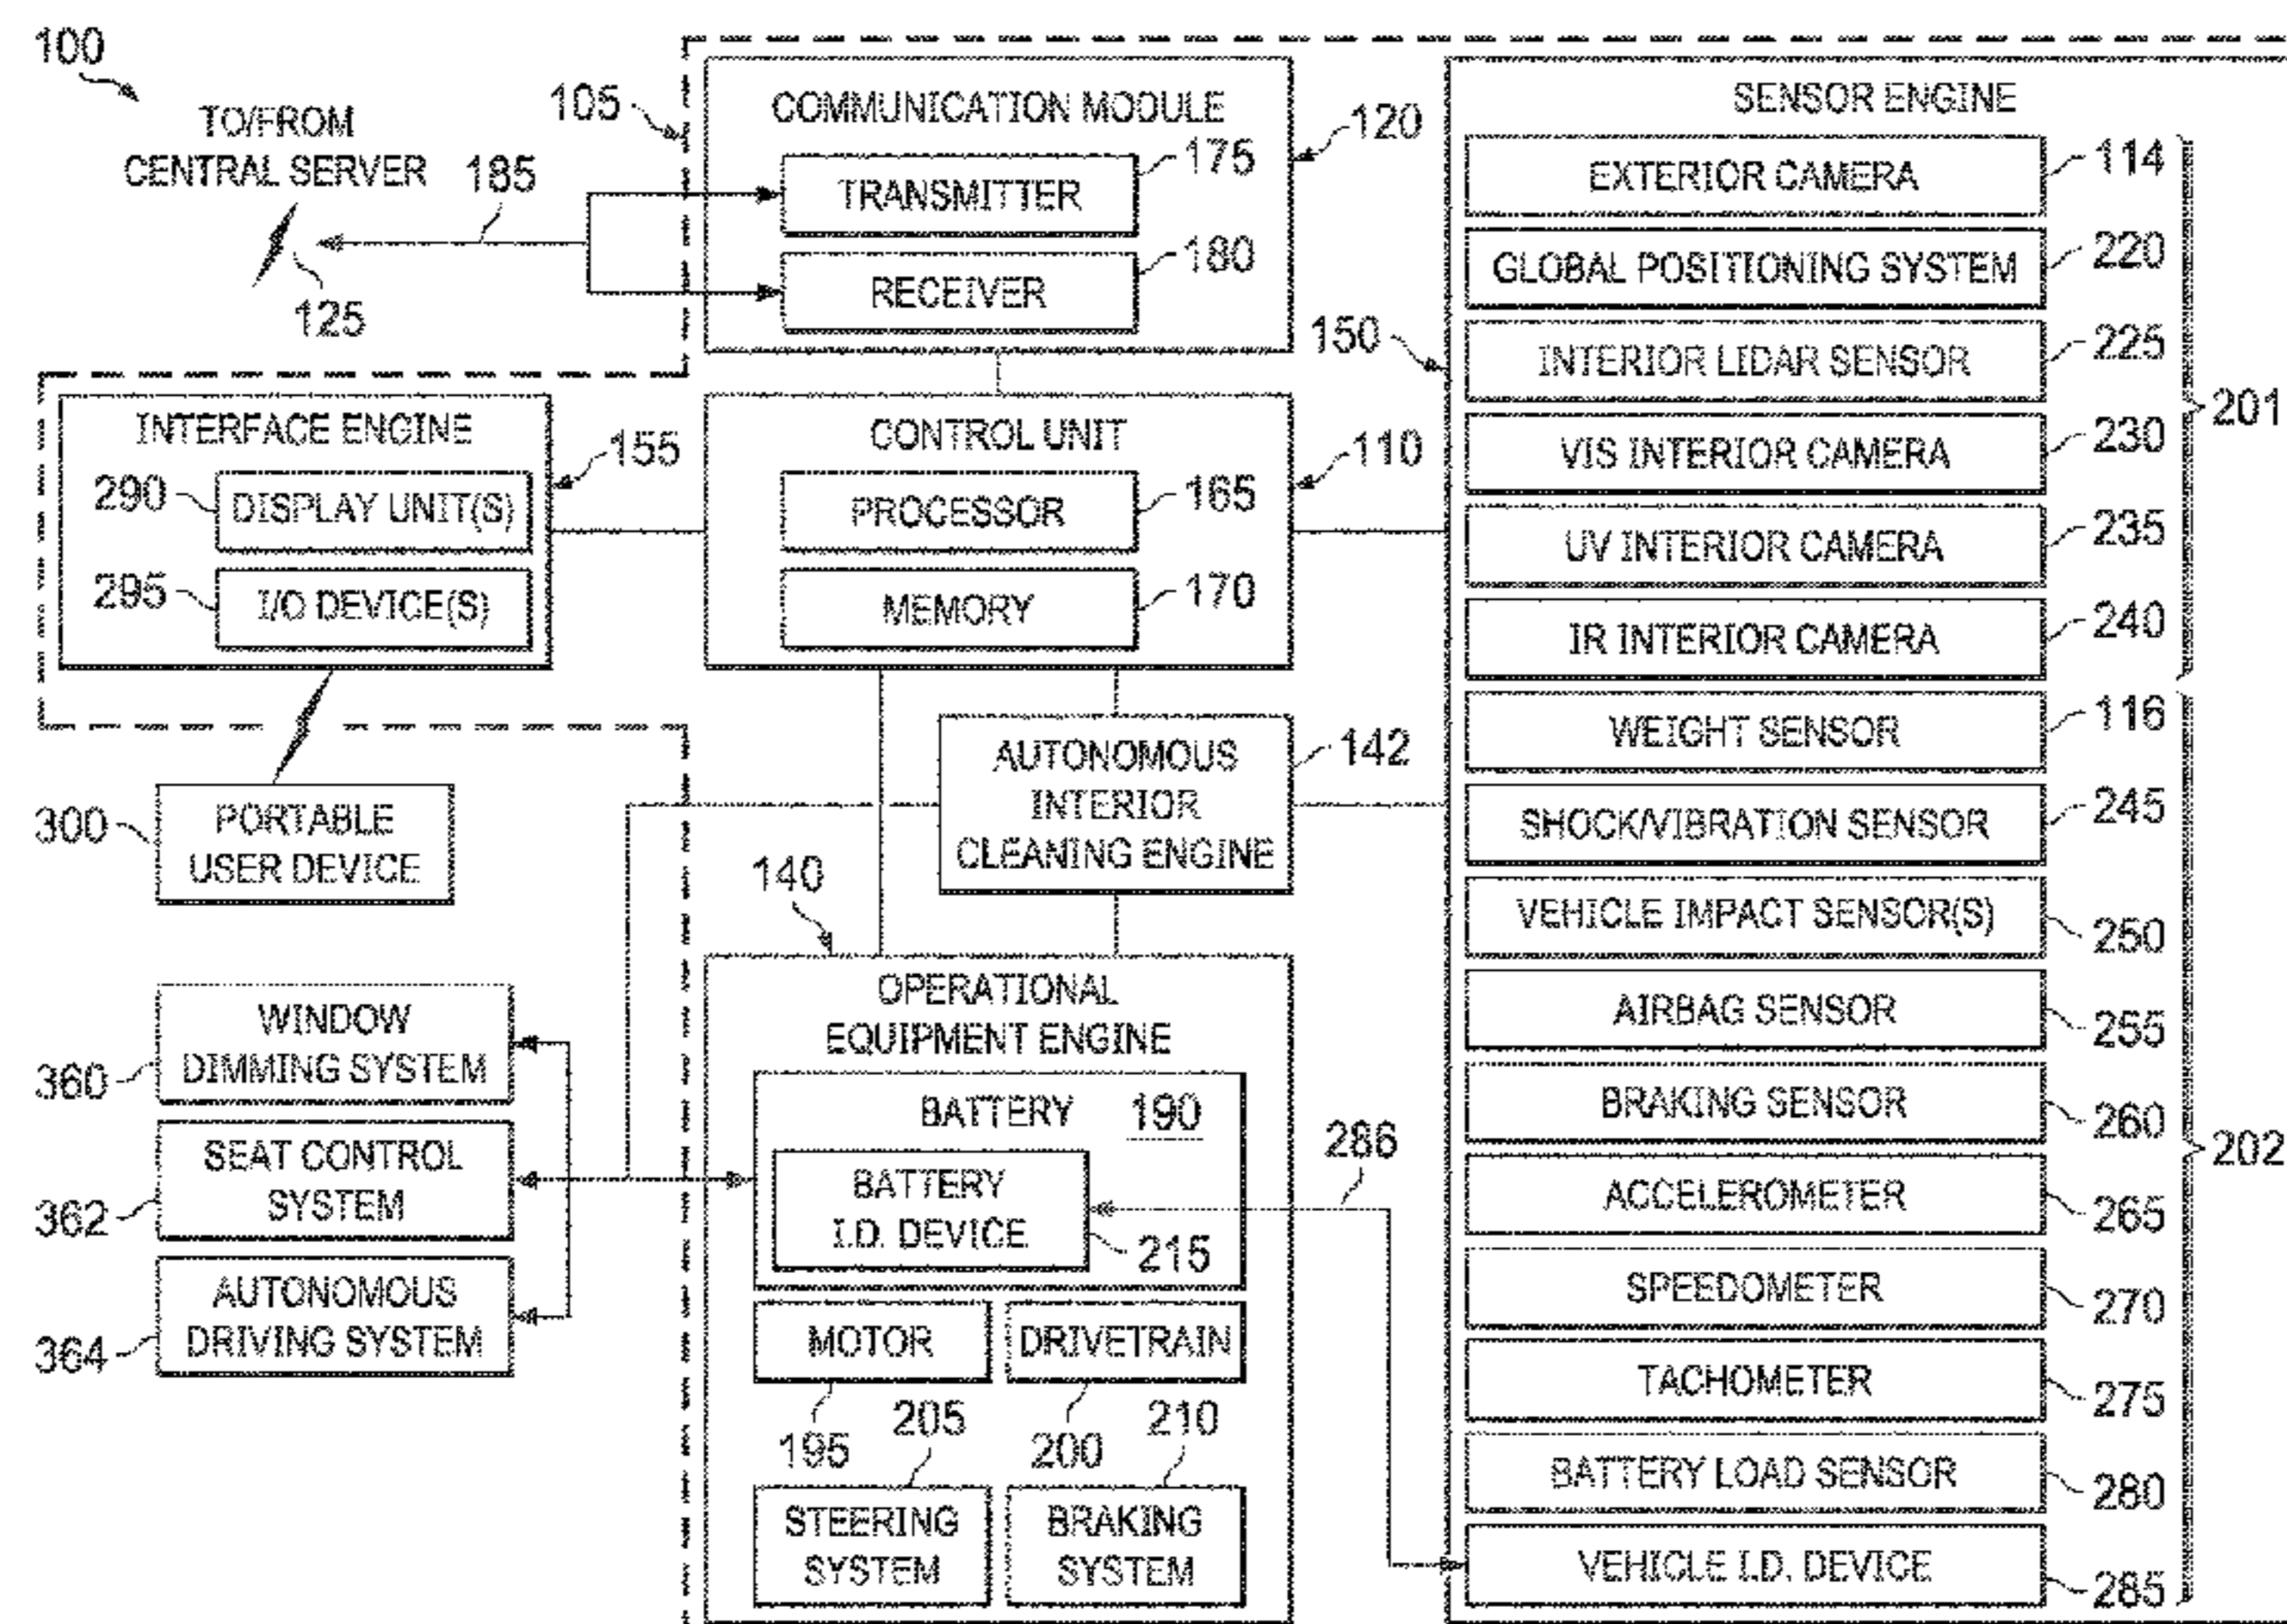 100
TO/FROM
CENTRAL SERVER
185
125
105
COMMUNICATION MODULE
120
TRANSMITTER
175
RECEIVER
180
INTERFACE ENGINE
155
290
DISPLAY UNIT(S)
295
I/O DEVICE(S)
CONTROL UNIT
110
PROCESSOR
165
MEMORY
170
300
PORTABLE
USER DEVICE
AUTONOMOUS
INTERIOR
CLEANING ENGINE
142
140
OPERATIONAL
EQUIPMENT ENGINE
BATTERY 190
BATTERY
I.D. DEVICE
215
286
MOTOR
195
DRIVETRAIN
200
205
STEERING
SYSTEM
210
BRAKING
SYSTEM
WINDOW
DIMMING SYSTEM
360
SEAT CONTROL
SYSTEM
362
AUTONOMOUS
DRIVING SYSTEM
364
150
SENSOR ENGINE
EXTERIOR CAMERA
114
GLOBAL POSITIONING SYSTEM
220
INTERIOR LIDAR SENSOR
225
VIS INTERIOR CAMERA
230
UV INTERIOR CAMERA
235
IR INTERIOR CAMERA
240
201
WEIGHT SENSOR
116
SHOCK/VIBRATION SENSOR
245
VEHICLE IMPACT SENSOR(S)
250
AIRBAG SENSOR
255
BRAKING SENSOR
260
ACCELEROMETER
265
SPEEDOMETER
270
TACHOMETER
275
BATTERY LOAD SENSOR
280
VEHICLE I.D. DEVICE
285
202